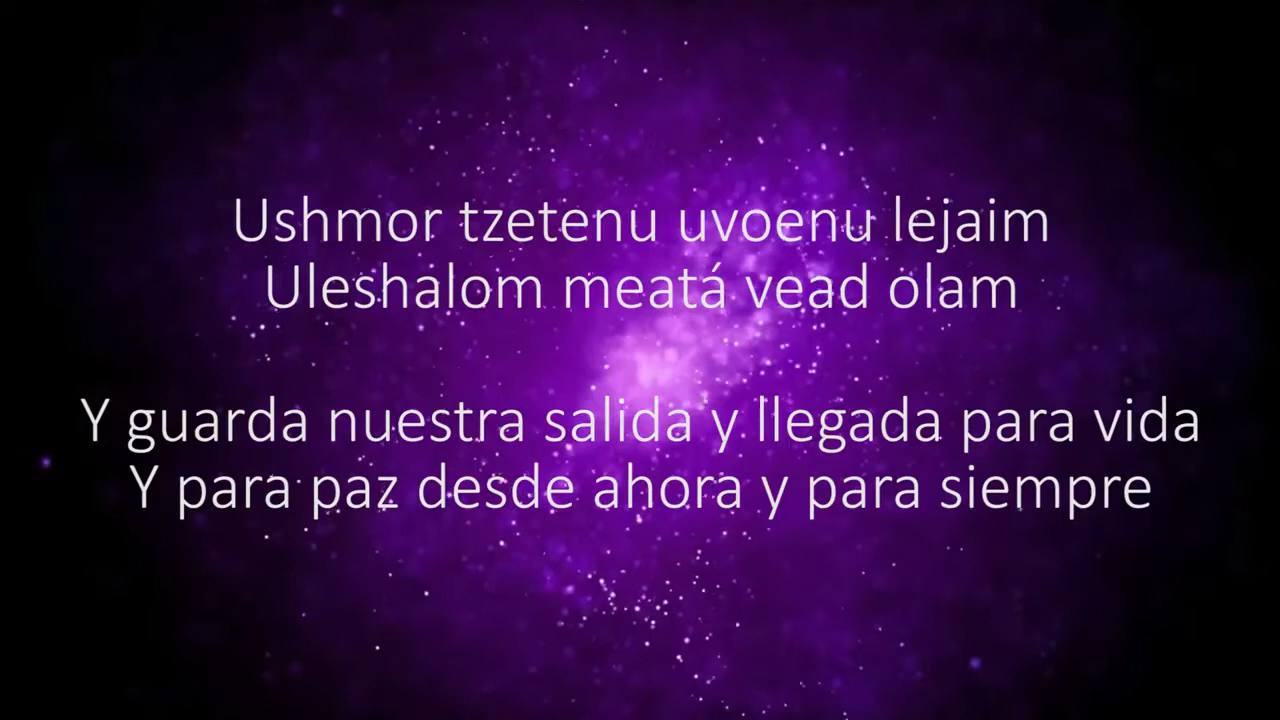 Ushmor tzetenu uvoenu lejaim
Uleshalom meatá vead olam
Y guarda nuestra salida y llegada para vida
Y para paz desde ahora y para siempre